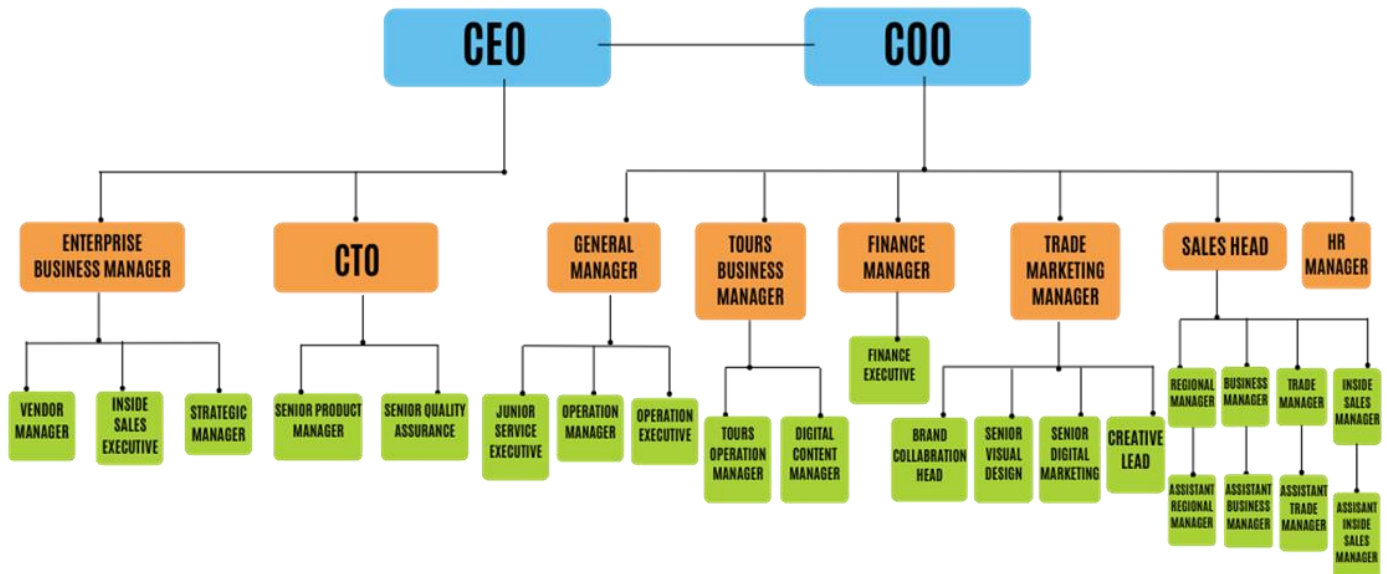 CEO
COO
ENTERPRISE
BUSINESS MANAGER
CTO
GENERAL
MANAGER
TOURS
BUSINESS
MANAGER
FINANCE
MANAGER
TRADE
MARKETING
MANAGER
SALES HEAD
HR
MANAGER
VENDOR
MANAGER
INSIDE
SALES
EXECUTIVE
STRATEGIC
MANAGER
SENIOR PRODUCT
MANAGER
SENIOR QUALITY
ASSURANCE
JUNIOR
SERVICE
EXECUTIVE
OPERATION
MANAGER
OPERATION
EXECUTIVE
TOURS
OPERATION
MANAGER
DIGITAL
CONTENT
MANAGER
FINANCE
EXECUTIVE
BRAND
COLLABRATION
HEAD
SENIOR
VISUAL
DESIGN
SENIOR
DIGITAL
MARKETING
CREATIVE
LEAD
REGIONAL
MANAGER
BUSINESS
MANAGER
TRADE
MANAGER
INSIDE
SALES
MANAGER
ASSISTANT
REGIONAL
MANAGER
ASSISTANT
BUSINESS
MANAGER
ASSISTANT
TRADE
MANAGER
ASSISANT
INSIDE
SALES
MANAGER